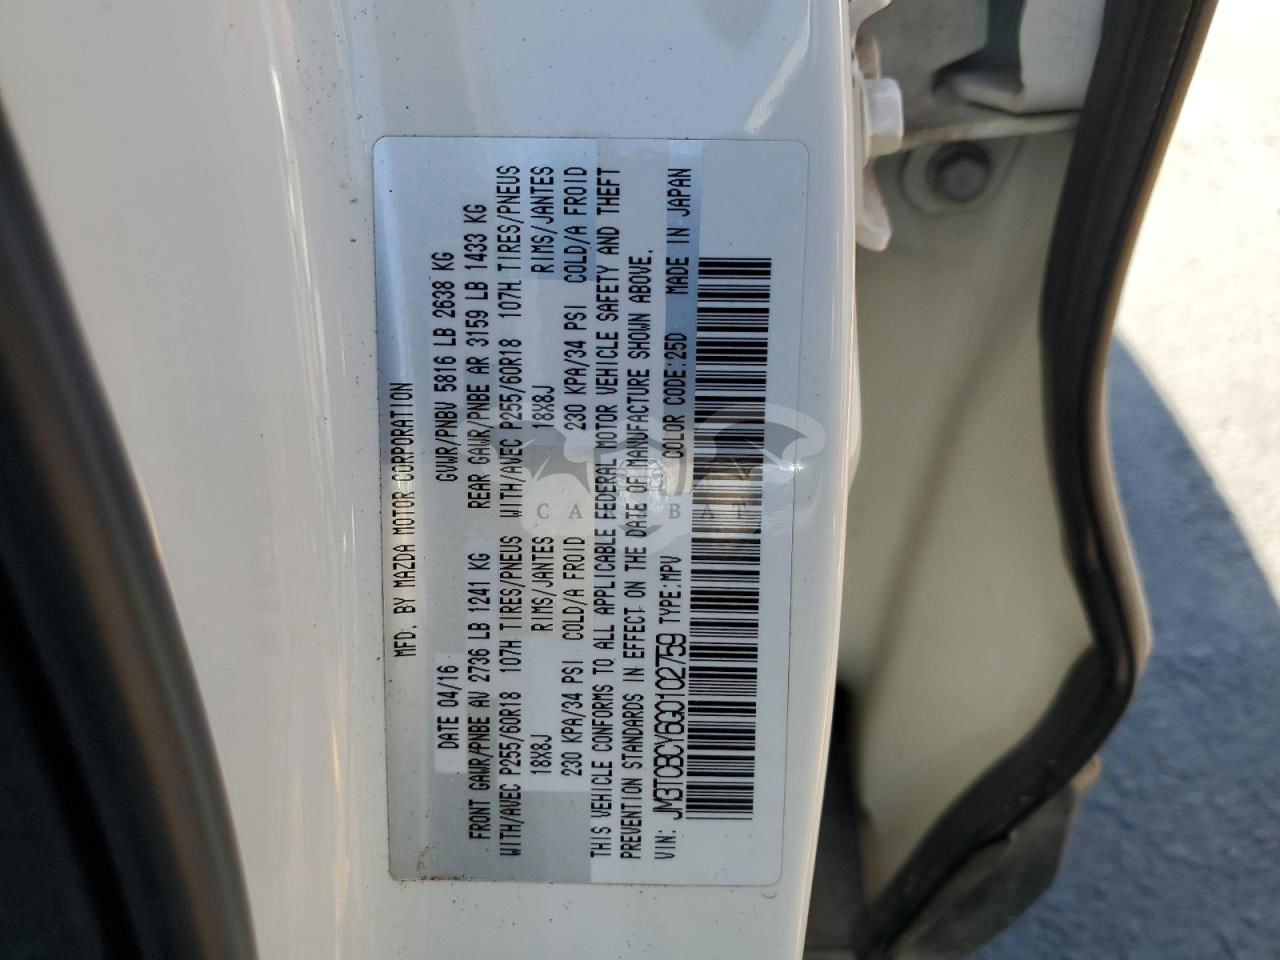 MFD. BY MAZDA MOTOR CORPORATION
DATE 04/16 GVWR/PNBV 5816 LB 2638 KG
FRONT GAWR/PNBE AV 2736 LB 1241 KG REAR GAWR/PNBE AR 3159 LB 1433 KG
WITH/AVEC P255/60R18 107H TIRES/PNEUS WITH/AVEC P255/60R18 107H TIRES/PNEUS
18X8J RIMS/JANTES 18X8J RIMS/JANTES
230 KPA/34 PSI COLD/A FROID 230 KPA/34 PSI COLD/A FROID
THIS VEHICLE CONFORMS TO ALL APPLICABLE FEDERAL MOTOR VEHICLE SAFETY AND THEFT
PREVENTION STANDARDS IN EFFECT ON THE DATE OF MANUFACTURE SHOWN ABOVE.
VIN: JM3TC BCY6G0102759 TYPE:MPV COLOR CODE:25D MADE IN JAPAN